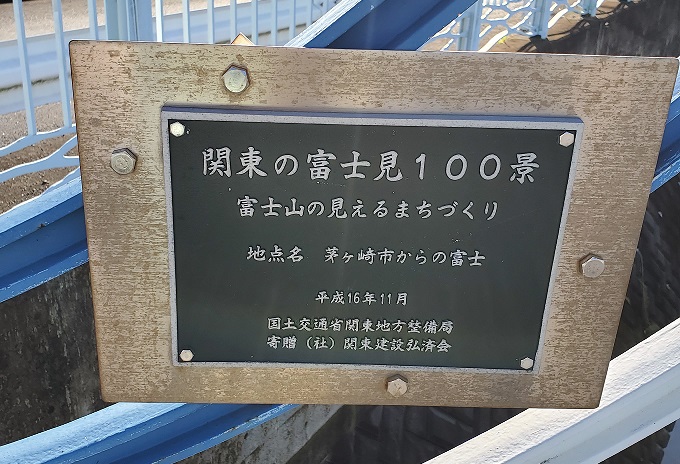 関東の富士見１００景
富士山の見えるまちづくり
地点名　茅ヶ崎市からの富士
平成16年11月
国土交通省関東地方整備局
寄贈（社）関東建設弘済会